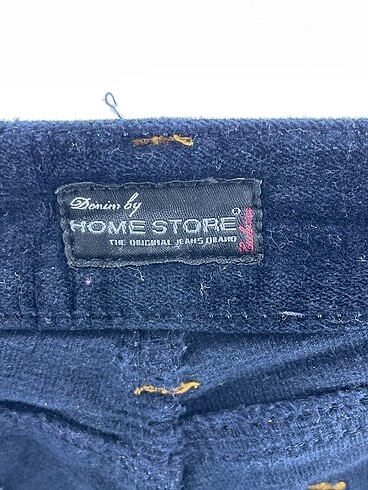 Denim by
HOME STORE
THE ORIGINAL JEANS BRAND